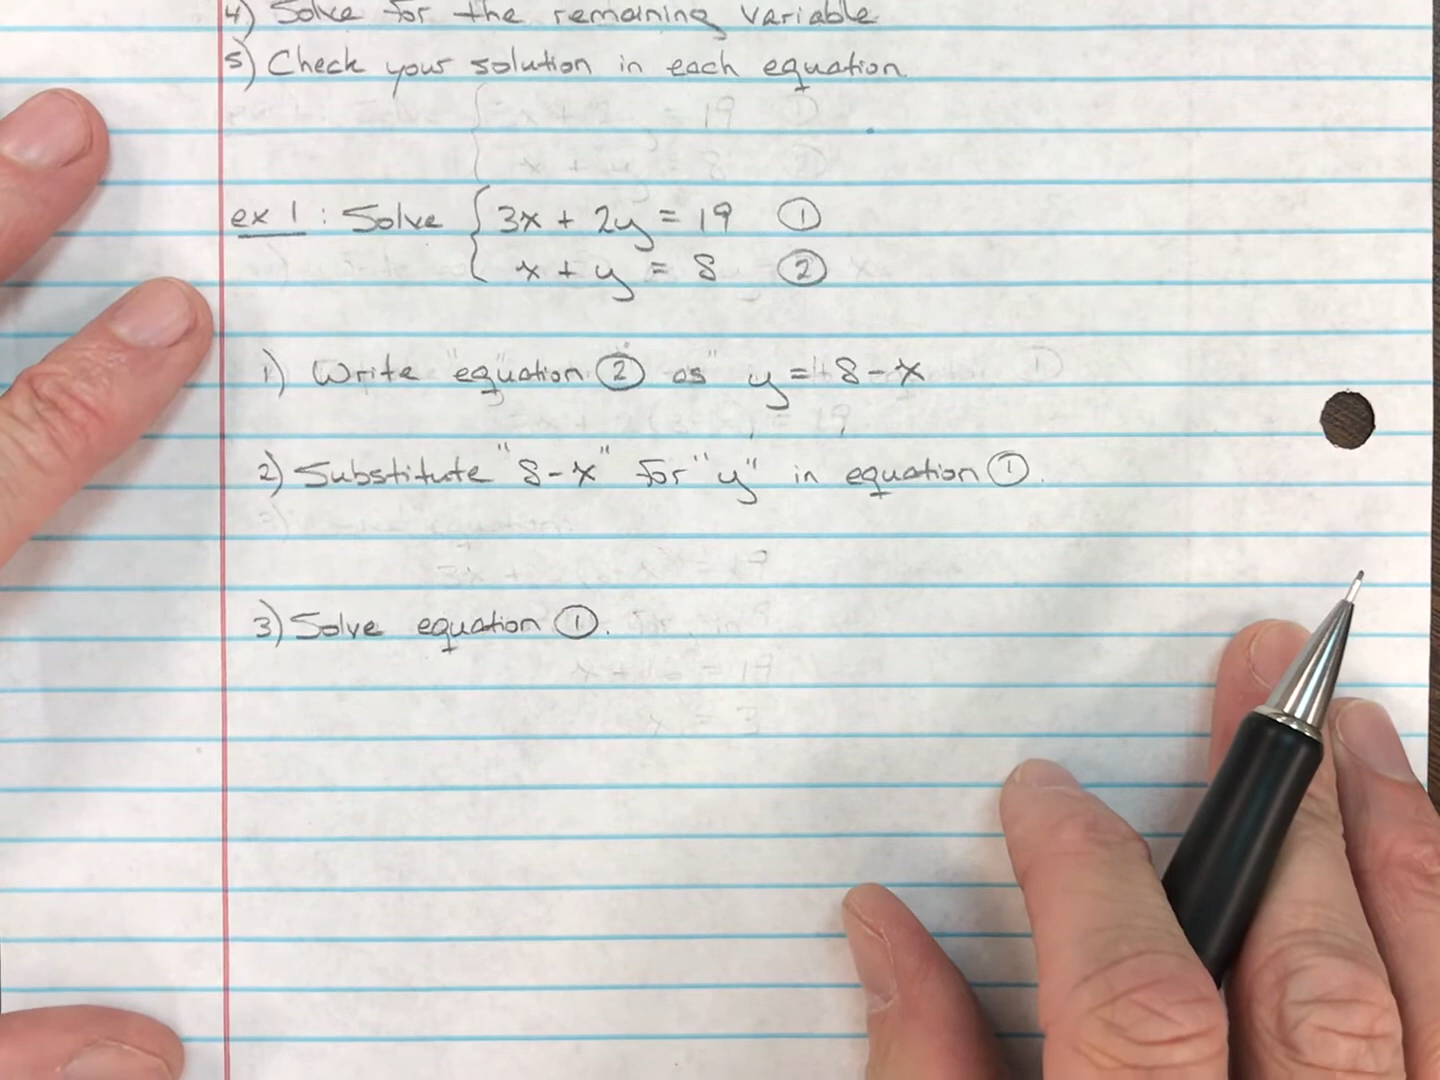 4) Solve for the remaining variable
5) Check your solution in each equation.
ex 1: Solve { 3x + 2y = 19 ①
x + y = 8 ②
1) Write "equation ② as" y = 8 - x
2) Substitute "8 - x" for "y" in equation ①.
3) Solve equation ①.